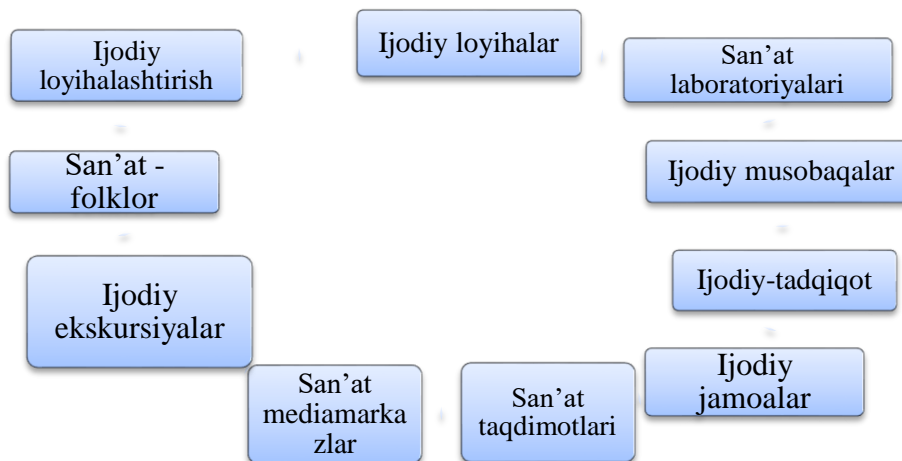 Ijodiy loyihalar
San’at
laboratoriyalari
Ijodiy musobaqalar
Ijodiy-tadqiqot
Ijodiy
jamoalar
San’at
taqdimotlari
San’at
mediamarka
zlar
Ijodiy
ekskursiyalar
San’at -
folklor
Ijodiy
loyihalashtirish